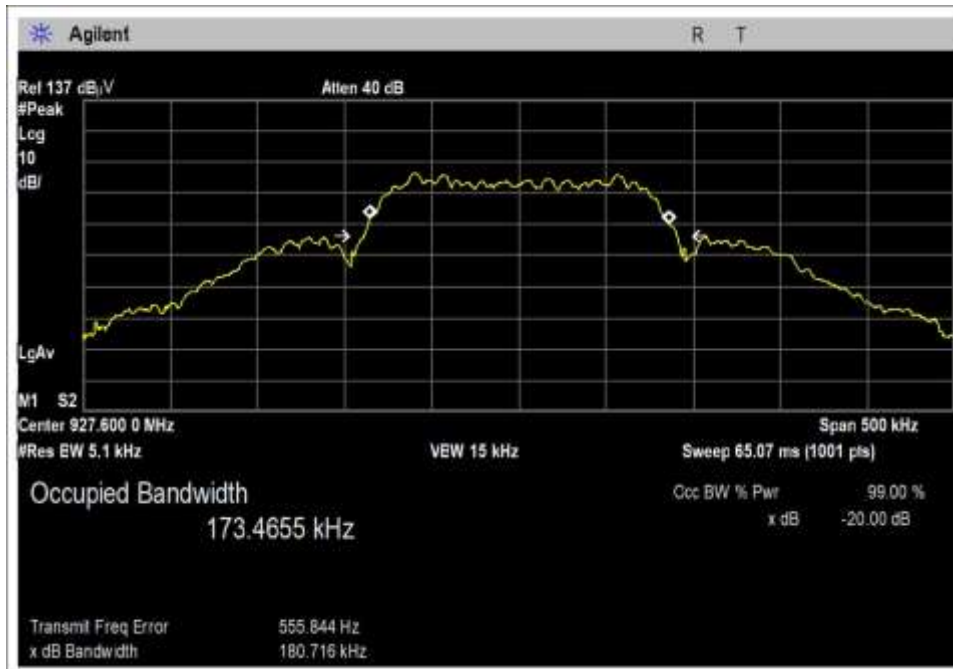 Agilent R T
Ref 137 dBµV Atten 40 dB
#Peak
Log
10
dB/
LgAv
M1 S2
Center 927.600 0 MHz Span 500 kHz
#Res BW 5.1 kHz VBW 15 kHz Sweep 65.07 ms (1001 pts)
Occupied Bandwidth Occ BW % Pwr 99.00 %
173.4655 kHz x dB -20.00 dB
Transmit Freq Error 555.844 Hz
x dB Bandwidth 180.716 kHz